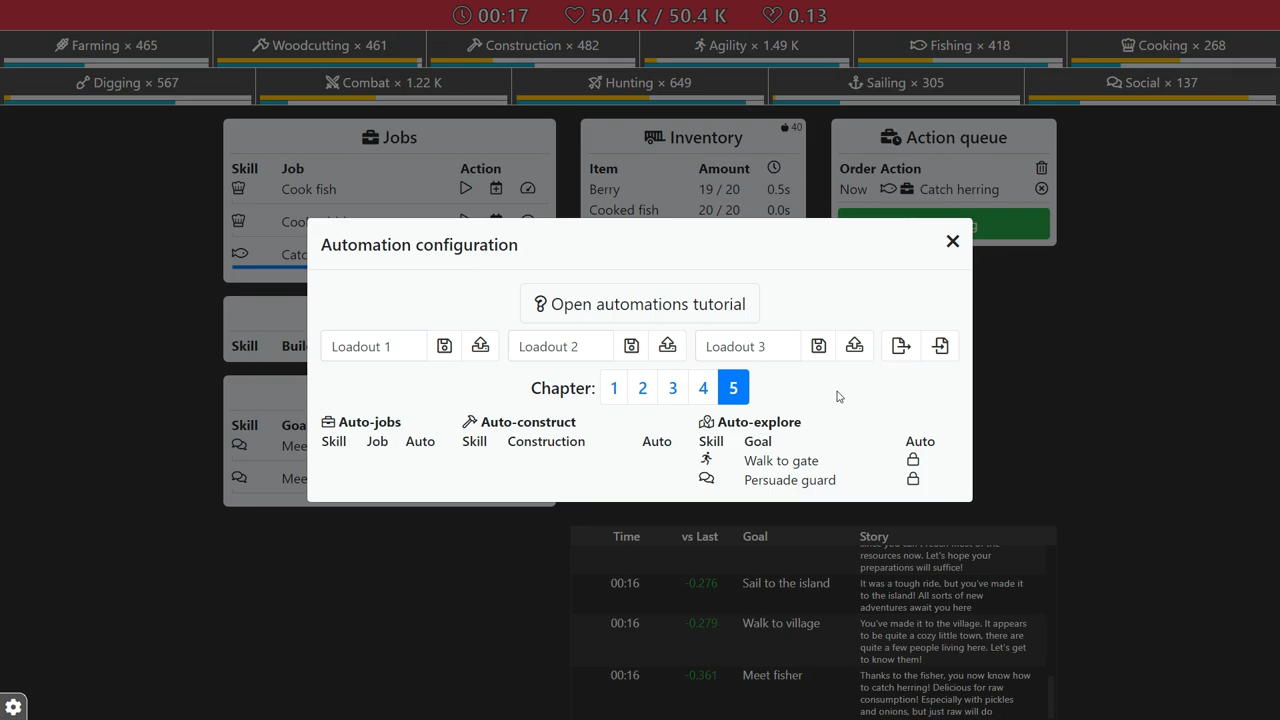 00:17 50.4 K / 50.4 K 0.13
Farming × 465 Woodcutting × 461 Construction × 482 Agility × 1.49 K Fishing × 418 Cooking × 268
Digging × 567 Combat × 1.22 K Hunting × 649 Sailing × 305 Social × 137
Jobs Inventory 40 Action queue
Skill Job Action Item Amount Order Action
Cook fish Berry 19 / 20 0.5s Now Catch herring
Cooked fish 20 / 20 0.0s
Automation configuration
Open automations tutorial
Loadout 1 Loadout 2 Loadout 3
Chapter: 1 2 3 4 5
Auto-jobs Auto-construct Auto-explore
Skill Job Auto Skill Construction Auto Skill Goal Auto
Walk to gate
Persuade guard
Skill
Skill
Mee
Mee
Time vs Last Goal Story
resources now. Let's hope your
preparations will suffice!
00:16 -0.276 Sail to the island It was a tough ride, but you've made it
to the island! All sorts of new
adventures await you here
00:16 -0.279 Walk to village You've made it to the village. It appears
to be quite a cozy little town, there are
quite a few people living here. Let's get
to know them!
00:16 -0.361 Meet fisher Thanks to the fisher, you now know how
to catch herring! Delicious for raw
consumption! Especially with pickles
and onions, but just raw will do